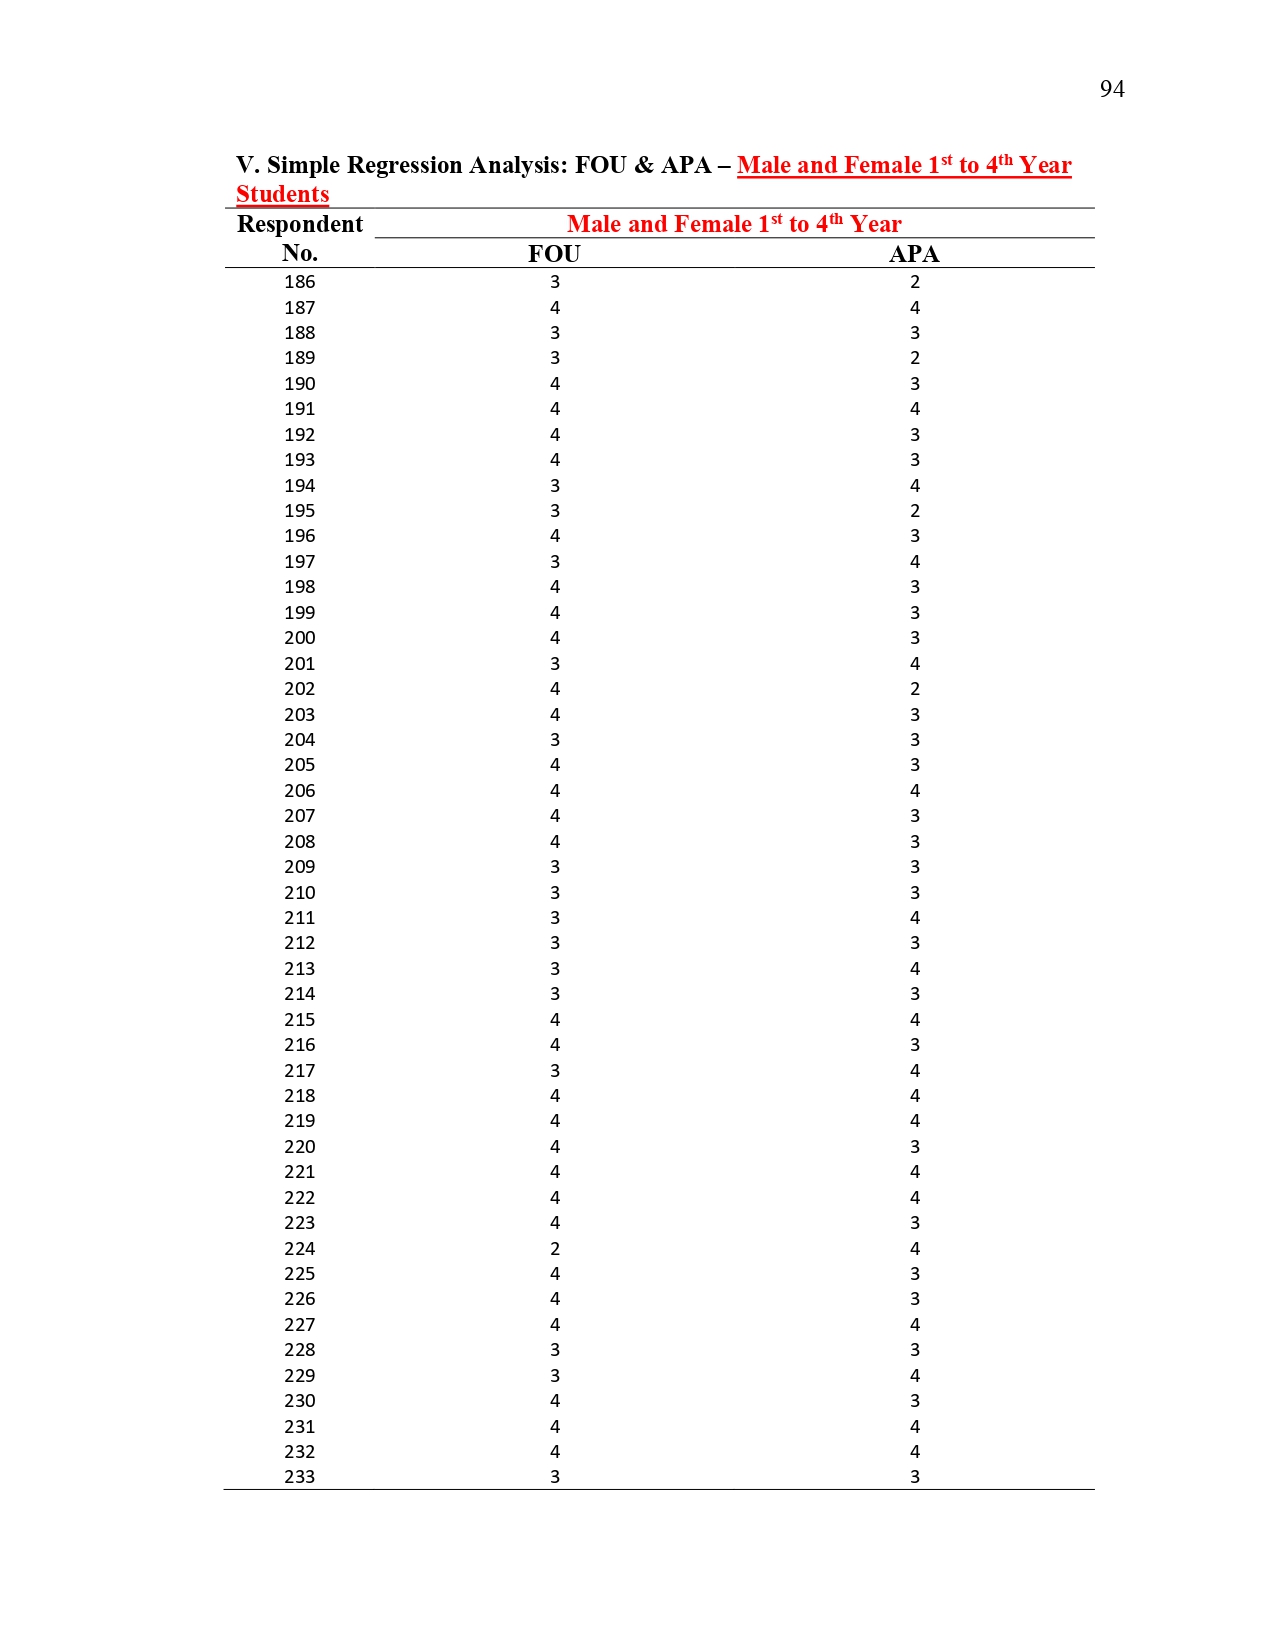 94
V. Simple Regression Analysis: FOU & APA – Male and Female 1st to 4th Year
Students
Respondent No.
Male and Female 1st to 4th Year
FOU APA
186 3 2
187 4 4
188 3 3
189 3 2
190 4 3
191 4 4
192 4 3
193 4 3
194 3 4
195 3 2
196 4 3
197 3 4
198 4 3
199 4 3
200 4 3
201 3 4
202 4 2
203 4 3
204 3 3
205 4 3
206 4 4
207 4 3
208 4 3
209 3 3
210 3 3
211 3 4
212 3 3
213 3 4
214 3 3
215 4 4
216 4 3
217 3 4
218 4 4
219 4 4
220 4 3
221 4 4
222 4 4
223 4 3
224 2 4
225 4 3
226 4 3
227 4 4
228 3 3
229 3 4
230 4 3
231 4 4
232 4 4
233 3 3